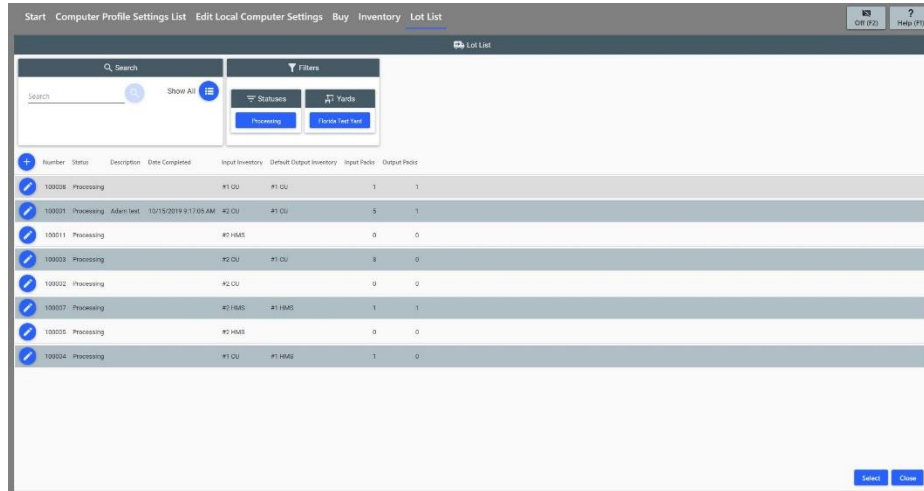 Start Computer Profile Settings List Edit Local Computer Settings Buy Inventory Lot List
Off (F2)
Help (F1)
Lot List
Search
Filters
Search
Show All
Statuses
Yards
Processing
Florida Test Yard
Number Status Description Date Completed Input Inventory Default Output Inventory Input Packs Output Packs
100008 Processing #1 CU #1 CU 1 1
100001 Processing Adam test 10/15/2019 9:17:05 AM #2 CU #1 CU 5 1
100011 Processing #2 HMS 0 0
100003 Processing #2 CU #1 CU 3 0
100002 Processing #2 CU 0 0
100007 Processing #2 HMS #1 HMS 1 1
100005 Processing #2 HMS 0 0
100004 Processing #1 CU #1 HMS 1 0
Select Close